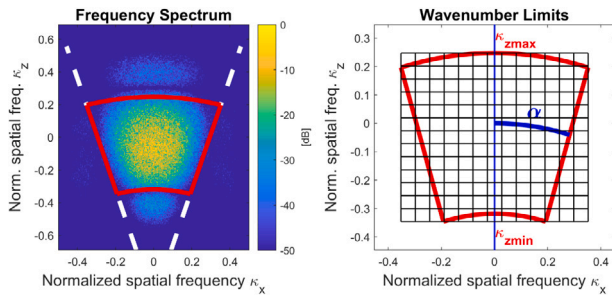 Frequency Spectrum
Norm. spatial freq. κz
0.6
0.4
0.2
0
-0.2
-0.4
-0.6
-0.4 -0.2 0 0.2 0.4
Normalized spatial frequency κx
0
-10
-20
-30
-40
-50
[dB]
Wavenumber Limits
Norm. spatial freq. κz
0.3
0.2
0.1
0
-0.1
-0.2
-0.3
-0.4
κzmax
α
κzmin
-0.4 -0.2 0 0.2 0.4
Normalized spatial frequency κx